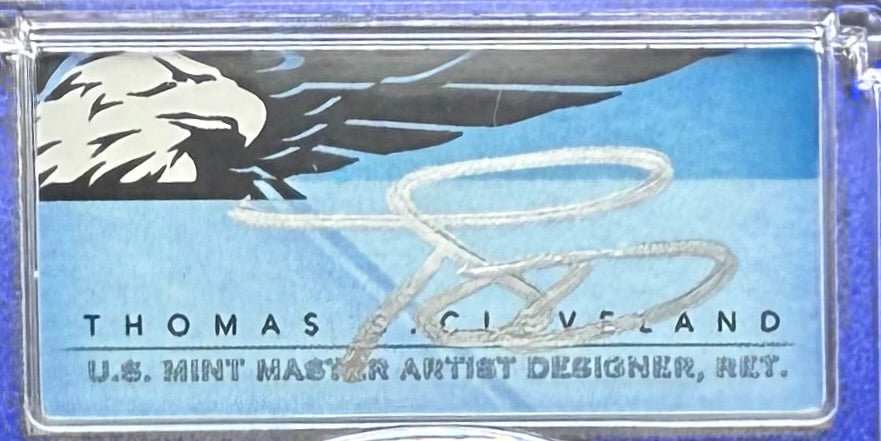 THOMAS S. CLEVELAND
U.S. MINT MASTER ARTIST DESIGNER, RET.